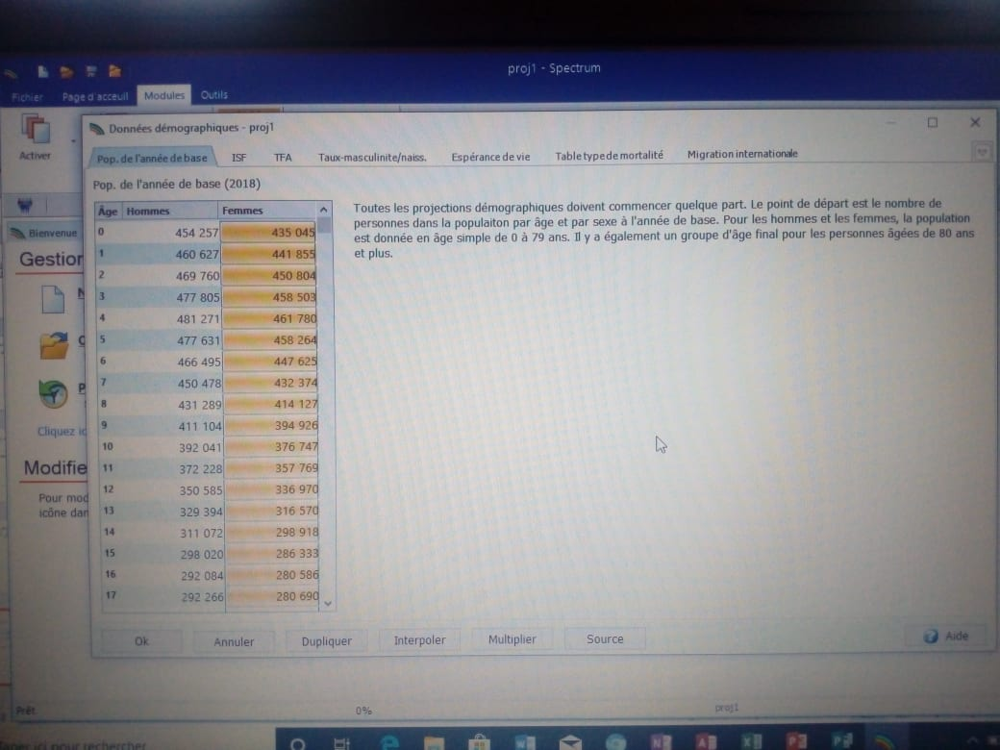 proj1 - Spectrum
Fichier Page d'acceuil Modules Outils
Activer
Données démographiques - proj1
Pop. de l'année de base ISF TFA Taux-masculinite/naiss. Espérance de vie Table type de mortalité Migration internationale
Pop. de l'année de base (2018)
Âge Hommes Femmes
0 454 257 435 045
1 460 627 441 855
2 469 760 450 804
3 477 805 458 503
4 481 271 461 780
5 477 631 458 264
6 466 495 447 625
7 450 478 432 374
8 431 289 414 127
9 411 104 394 926
10 392 041 376 747
11 372 228 357 769
12 350 585 336 970
13 329 394 316 570
14 311 072 298 918
15 298 020 286 333
16 292 084 280 586
17 292 266 280 690
Toutes les projections démographiques doivent commencer quelque part. Le point de départ est le nombre de
personnes dans la populaiton par âge et par sexe à l'année de base. Pour les hommes et les femmes, la population
est donnée en âge simple de 0 à 79 ans. Il y a également un groupe d'âge final pour les personnes âgées de 80 ans
et plus.
Bienvenue
Gestion
Cliquez ic
Modifie
Pour mod
icône dan
Ok Annuler Dupliquer Interpoler Multiplier Source Aide
Prêt 0% proj1
aper ici pour rechercher